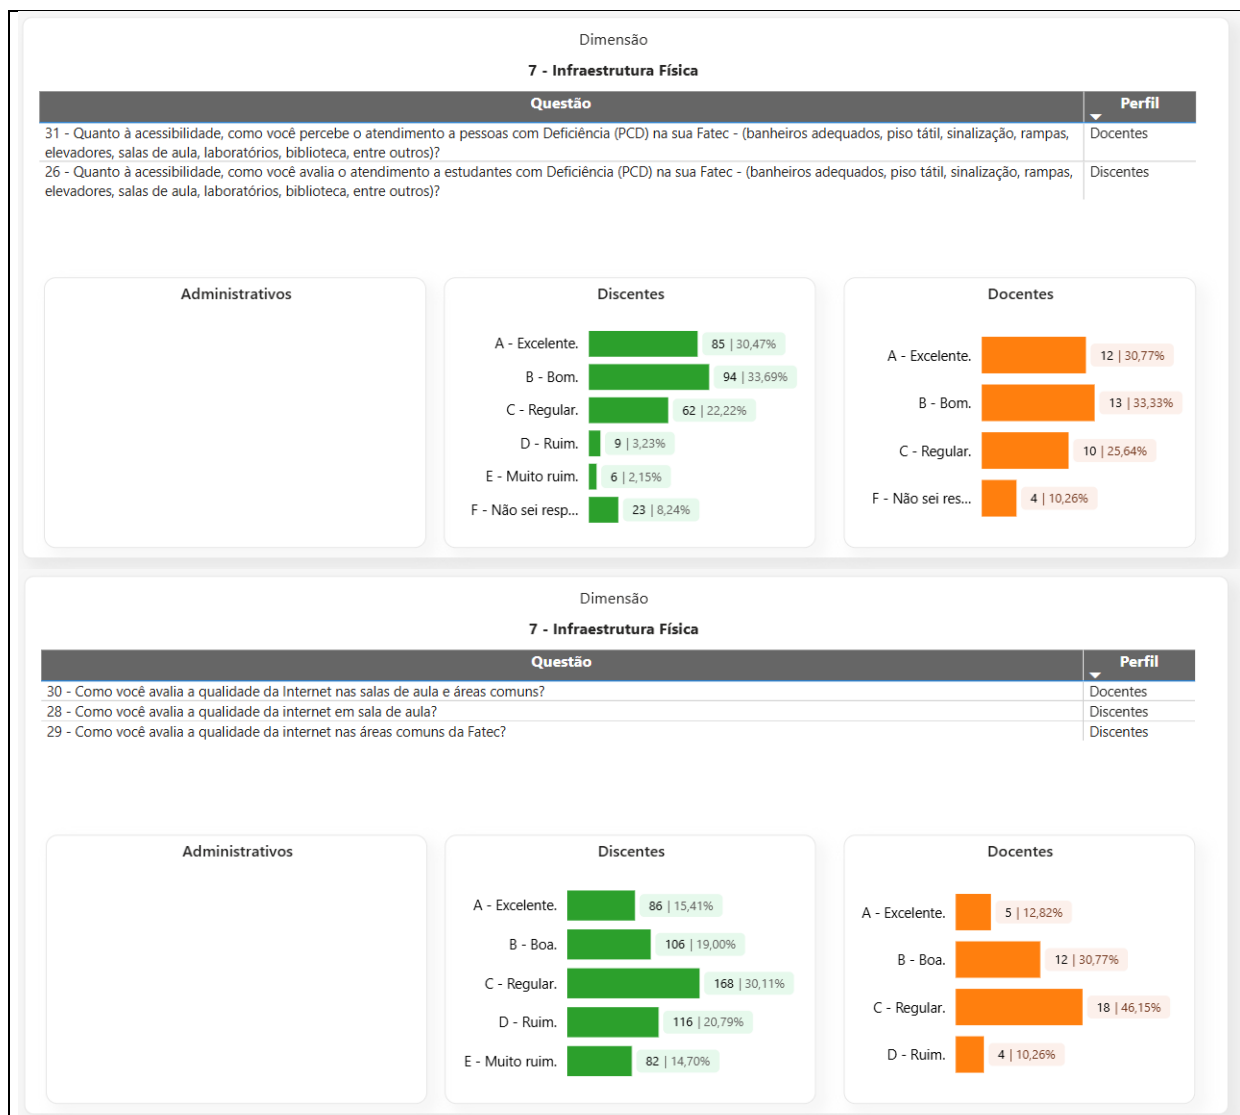 Dimensão
7 - Infraestrutura Física
Questão Perfil
31 - Quanto à acessibilidade, como você percebe o atendimento a pessoas com Deficiência (PCD) na sua Fatec - (banheiros adequados, piso tátil, sinalização, rampas, Docentes
elevadores, salas de aula, laboratórios, biblioteca, entre outros)?
26 - Quanto à acessibilidade, como você avalia o atendimento a estudantes com Deficiência (PCD) na sua Fatec - (banheiros adequados, piso tátil, sinalização, rampas, Discentes
elevadores, salas de aula, laboratórios, biblioteca, entre outros)?
Administrativos
Discentes
A - Excelente. 85 | 30,47%
B - Bom. 94 | 33,69%
C - Regular. 62 | 22,22%
D - Ruim. 9 | 3,23%
E - Muito ruim. 6 | 2,15%
F - Não sei resp... 23 | 8,24%
Docentes
A - Excelente. 12 | 30,77%
B - Bom. 13 | 33,33%
C - Regular. 10 | 25,64%
F - Não sei res... 4 | 10,26%
Dimensão
7 - Infraestrutura Física
Questão Perfil
30 - Como você avalia a qualidade da Internet nas salas de aula e áreas comuns? Docentes
28 - Como você avalia a qualidade da internet em sala de aula? Discentes
29 - Como você avalia a qualidade da internet nas áreas comuns da Fatec? Discentes
Administrativos
Discentes
A - Excelente. 86 | 15,41%
B - Boa. 106 | 19,00%
C - Regular. 168 | 30,11%
D - Ruim. 116 | 20,79%
E - Muito ruim. 82 | 14,70%
Docentes
A - Excelente. 5 | 12,82%
B - Boa. 12 | 30,77%
C - Regular. 18 | 46,15%
D - Ruim. 4 | 10,26%